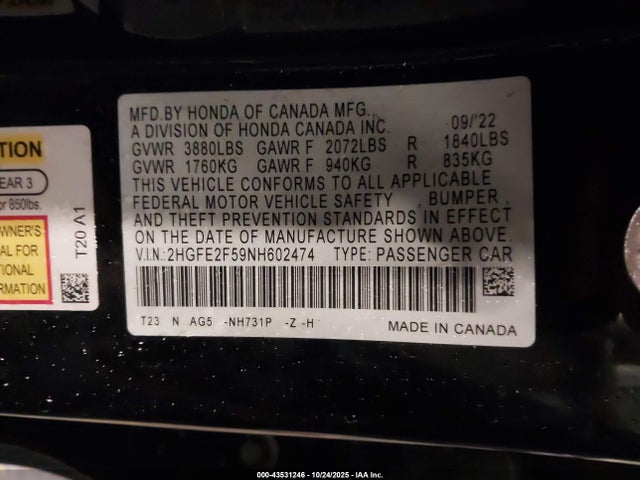 MFD.BY HONDA OF CANADA MFG.,
A DIVISION OF HONDA CANADA INC. 09/'22
GVWR 3880LBS GAWR F 2072LBS R 1840LBS
GVWR 1760KG GAWR F 940KG R 835KG
THIS VEHICLE CONFORMS TO ALL APPLICABLE
FEDERAL MOTOR VEHICLE SAFETY , BUMPER ,
AND THEFT PREVENTION STANDARDS IN EFFECT
ON THE DATE OF MANUFACTURE SHOWN ABOVE.
V.I.N.:2HGFE2F59NH602474 TYPE: PASSENGER CAR
T23 N AG5 -NH731P -Z -H
MADE IN CANADA
TION
EAR 3
or 850lbs.
WNER'S
AL FOR
TIONAL
RMATION
T20 A1
000-43531246 - 10/24/2025 - IAA Inc.